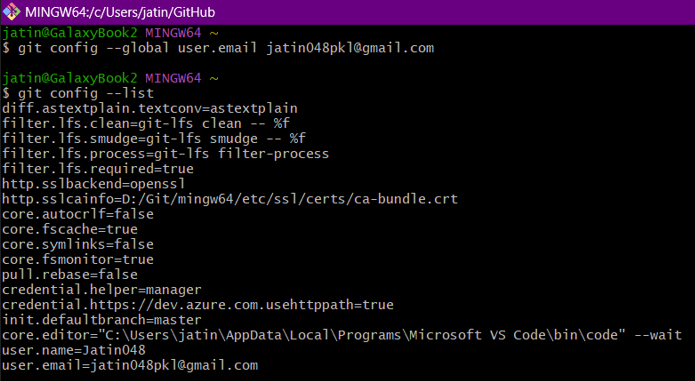 MINGW64:/c/Users/jatin/GitHub
jatin@GalaxyBook2 MINGW64 ~
$ git config --global user.email jatin048pkl@gmail.com
jatin@GalaxyBook2 MINGW64 ~
$ git config --list
diff.astextplain.textconv=astextplain
filter.lfs.clean=git-lfs clean -- %f
filter.lfs.smudge=git-lfs smudge -- %f
filter.lfs.process=git-lfs filter-process
filter.lfs.required=true
http.sslbackend=openssl
http.sslcainfo=D:/Git/mingw64/etc/ssl/certs/ca-bundle.crt
core.autocrlf=false
core.fscache=true
core.symlinks=false
core.fsmonitor=true
pull.rebase=false
credential.helper=manager
credential.https://dev.azure.com.usehttppath=true
init.defaultbranch=master
core.editor="C:\Users\jatin\AppData\Local\Programs\Microsoft VS Code\bin\code" --wait
user.name=Jatin048
user.email=jatin048pkl@gmail.com